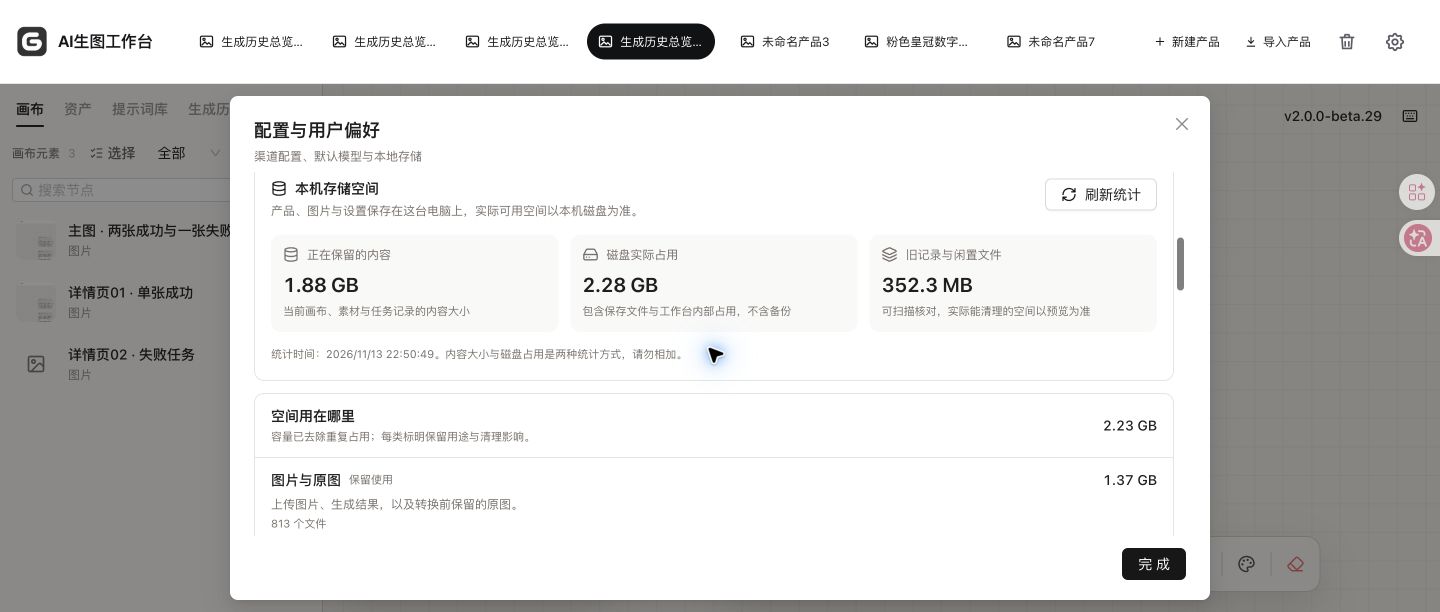 AI生图工作台
生成历史总览...
生成历史总览...
生成历史总览...
生成历史总览...
未命名产品3
粉色皇冠数字...
未命名产品7
新建产品
导入产品
画布
资产
提示词库
生成历
v2.0.0-beta.29
画布元素 3
选择
全部
搜索节点
主图 · 两张成功与一张失败
图片
详情页01 · 单张成功
图片
详情页02 · 失败任务
图片
配置与用户偏好
渠道配置、默认模型与本地存储
本机存储空间
产品、图片与设置保存在这台电脑上，实际可用空间以本机磁盘为准。
刷新统计
正在保留的内容
1.88 GB
当前画布、素材与任务记录的内容大小
磁盘实际占用
2.28 GB
包含保存文件与工作台内部占用，不含备份
旧记录与闲置文件
352.3 MB
可扫描核对，实际能清理的空间以预览为准
统计时间：2026/11/13 22:50:49。内容大小与磁盘占用是两种统计方式，请勿相加。
空间用在哪里
2.23 GB
容量已去除重复占用；每类标明保留用途与清理影响。
图片与原图 保留使用
1.37 GB
上传图片、生成结果，以及转换前保留的原图。
813 个文件
完 成